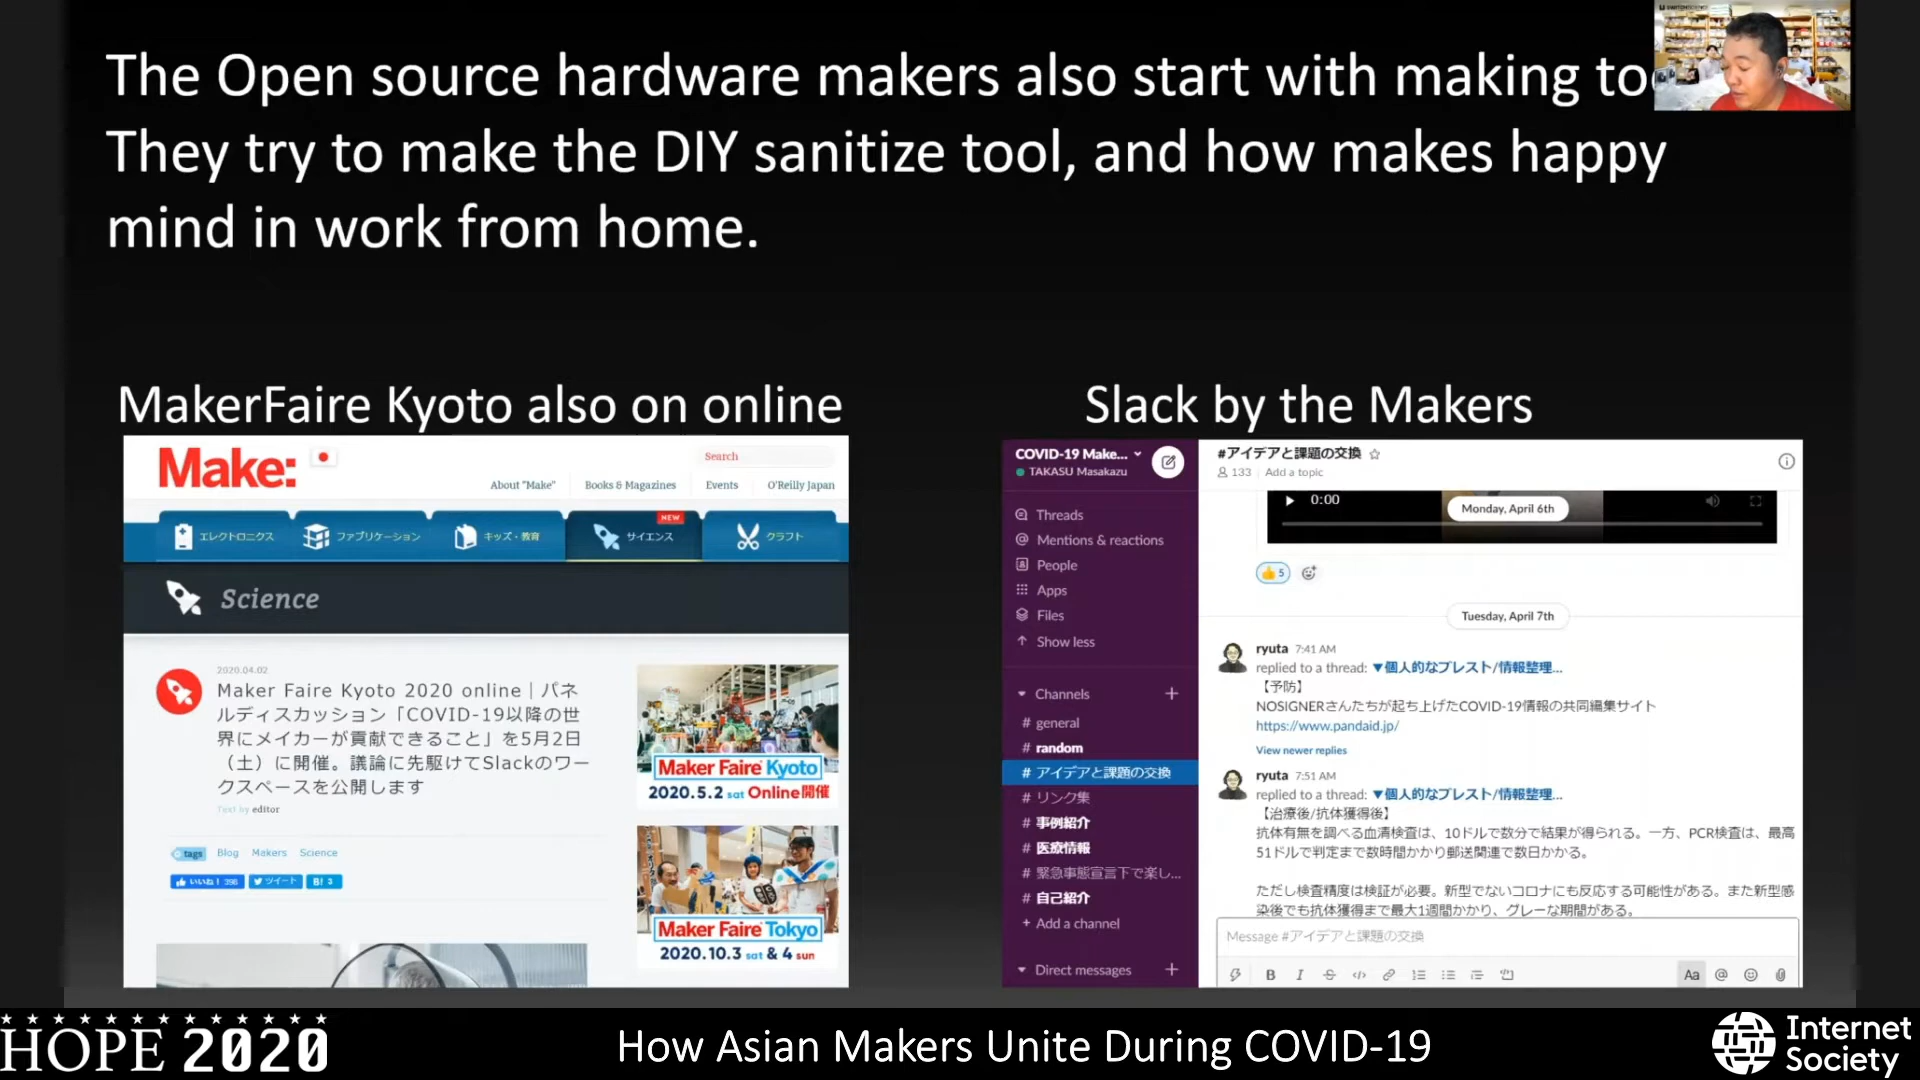 The Open source hardware makers also start with making
They try to make the DIY sanitize tool, and how makes happy
mind in work from home.
MakerFaire Kyoto also on online
Make:
Search
About "Make"
Books & Magazines
Events
O'Reilly Japan
エレクトロニクス
ファブリケーション
キッズ・教育
NEW
サイエンス
クラフト
Science
2020.04.02
Maker Faire Kyoto 2020 online｜パネ
ルディスカッション「COVID-19以降の世
界にメイカーが貢献できること」を5月2日
（土）に開催。議論に先駆けてSlackのワー
クスペースを公開します
Text by editor
tags
Blog
Makers
Science
いいね！ 396
ツイート
B! 3
Maker Faire Kyoto
2020.5.2 sat Online開催
Maker Faire Tokyo
2020.10.3 sat & 4 sun
Slack by the Makers
COVID-19 Make...
TAKASU Masakazu
Threads
Mentions & reactions
People
Apps
Files
Show less
Channels
# general
# random
# アイデアと課題の交換
# リンク集
# 事例紹介
# 医療情報
# 緊急事態宣言下で楽し...
# 自己紹介
+ Add a channel
Direct messages
#アイデアと課題の交換
133
Add a topic
0:00
Monday, April 6th
5
Tuesday, April 7th
ryuta 7:41 AM
replied to a thread: ▼個人的なブレスト/情報整理...
【予防】
NOSIGNERさんたちが起ち上げたCOVID-19情報の共同編集サイト
https://www.pandaid.jp/
View newer replies
ryuta 7:51 AM
replied to a thread: ▼個人的なブレスト/情報整理...
【治療後/抗体獲得後】
抗体有無を調べる血清検査は、10ドルで数分で結果が得られる。一方、PCR検査は、最高
51ドルで判定まで数時間かかり郵送関連で数日かかる。
ただし検査精度は検証が必要。新型でないコロナにも反応する可能性がある。また新型感
染後でも抗体獲得まで最大1週間かかり、グレーな期間がある。
Message #アイデアと課題の交換
B I S Aa @
HOPE 2020
How Asian Makers Unite During COVID-19
Internet
Society